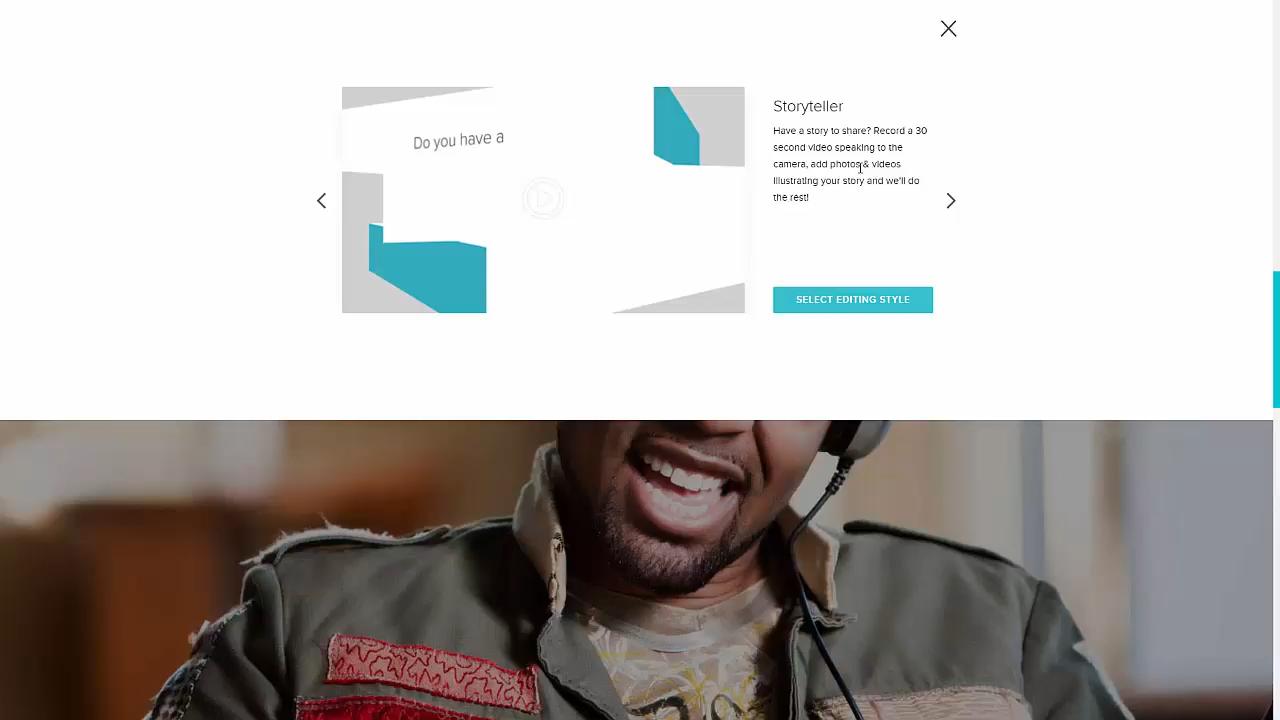 Storyteller
Do you have a
Have a story to share? Record a 30
second video speaking to the
camera, add photos & videos
illustrating your story and we'll do
the rest!
SELECT EDITING STYLE